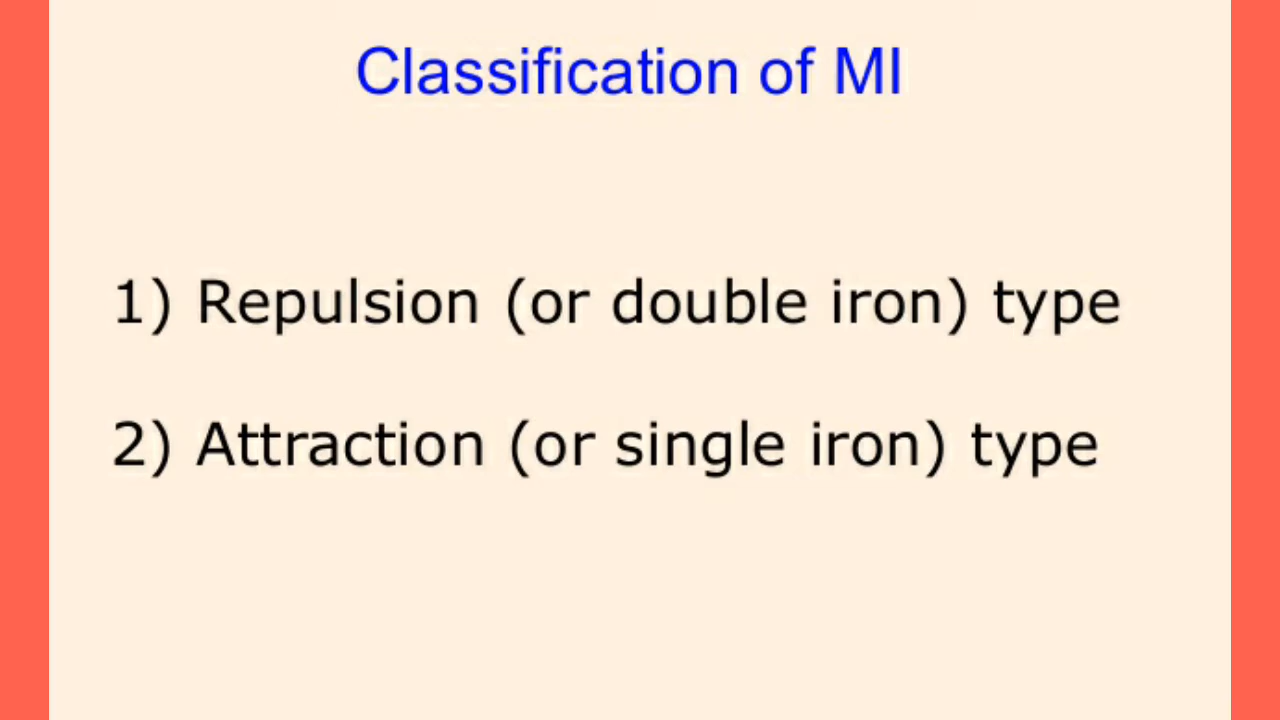 Classification of MI
1) Repulsion (or double iron) type
2) Attraction (or single iron) type